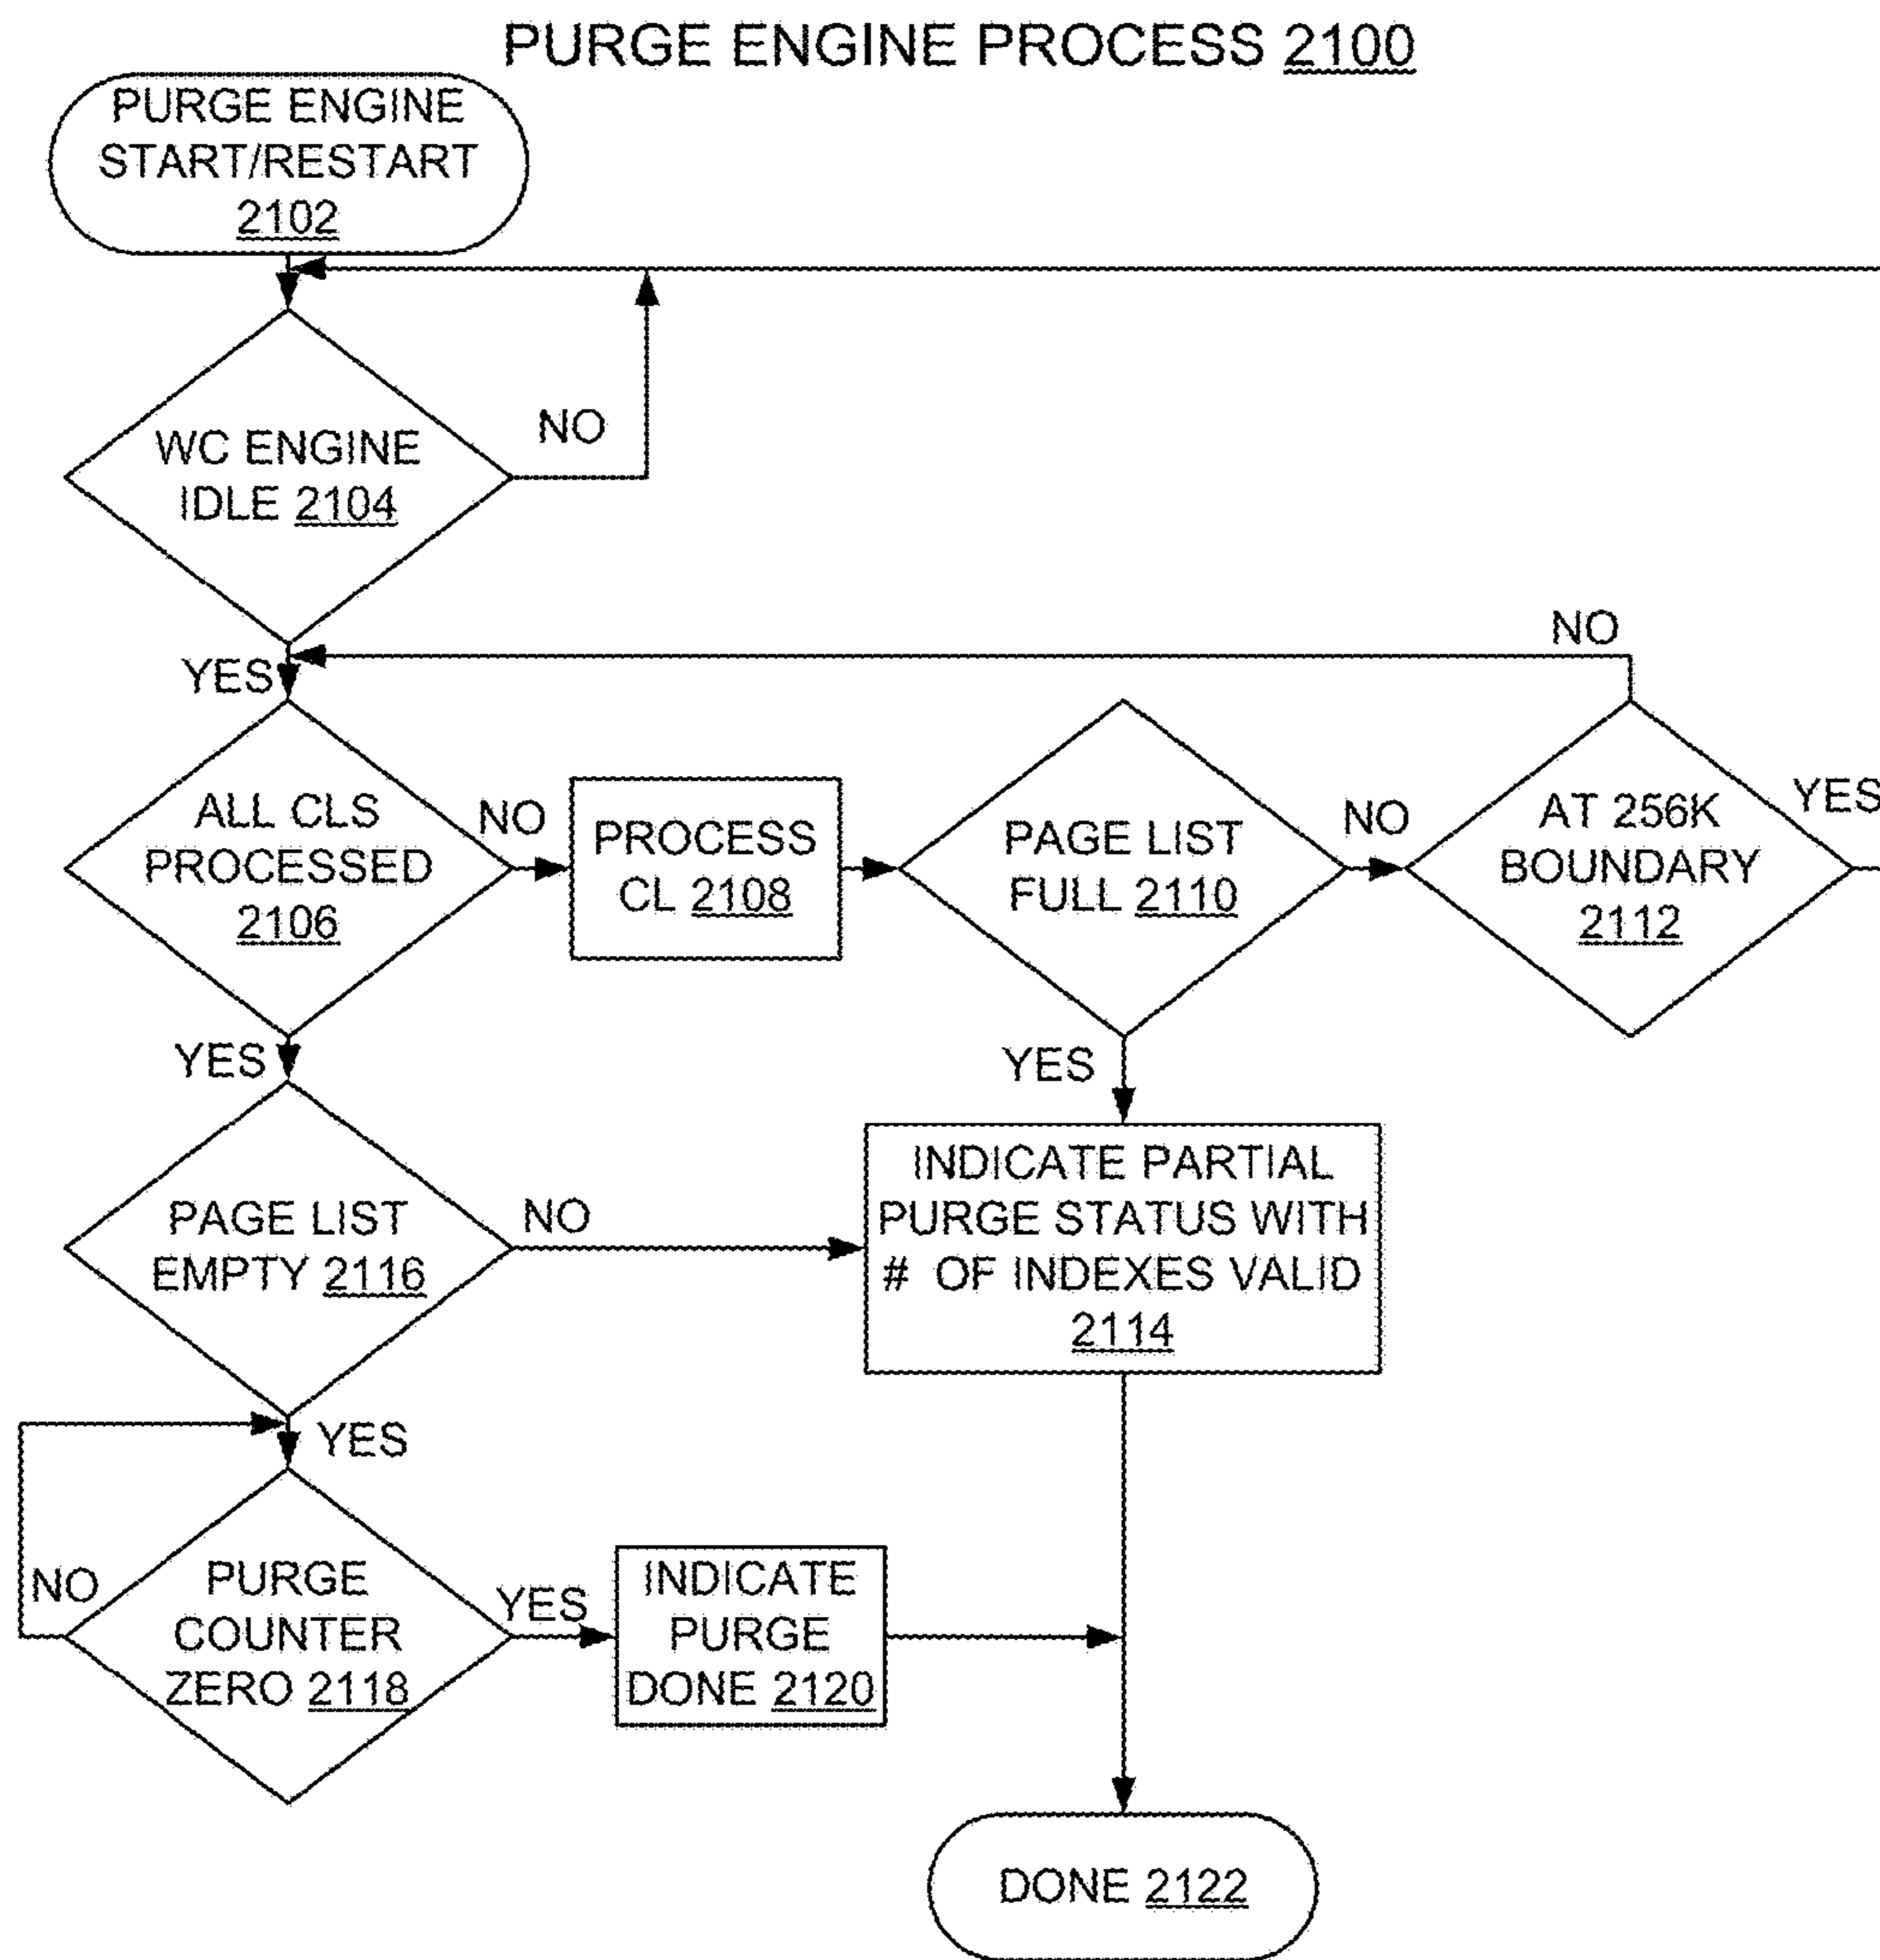 PURGE ENGINE PROCESS 2100
PURGE ENGINE
START/RESTART
2102
WC ENGINE
IDLE 2104
NO
YES
ALL CLS
PROCESSED
2106
NO
PROCESS
CL 2108
PAGE LIST
FULL 2110
NO
AT 256K
BOUNDARY
2112
NO
YES
YES
YES
PAGE LIST
EMPTY 2116
NO
INDICATE PARTIAL
PURGE STATUS WITH
# OF INDEXES VALID
2114
YES
PURGE
COUNTER
ZERO 2118
NO
YES
INDICATE
PURGE
DONE 2120
DONE 2122